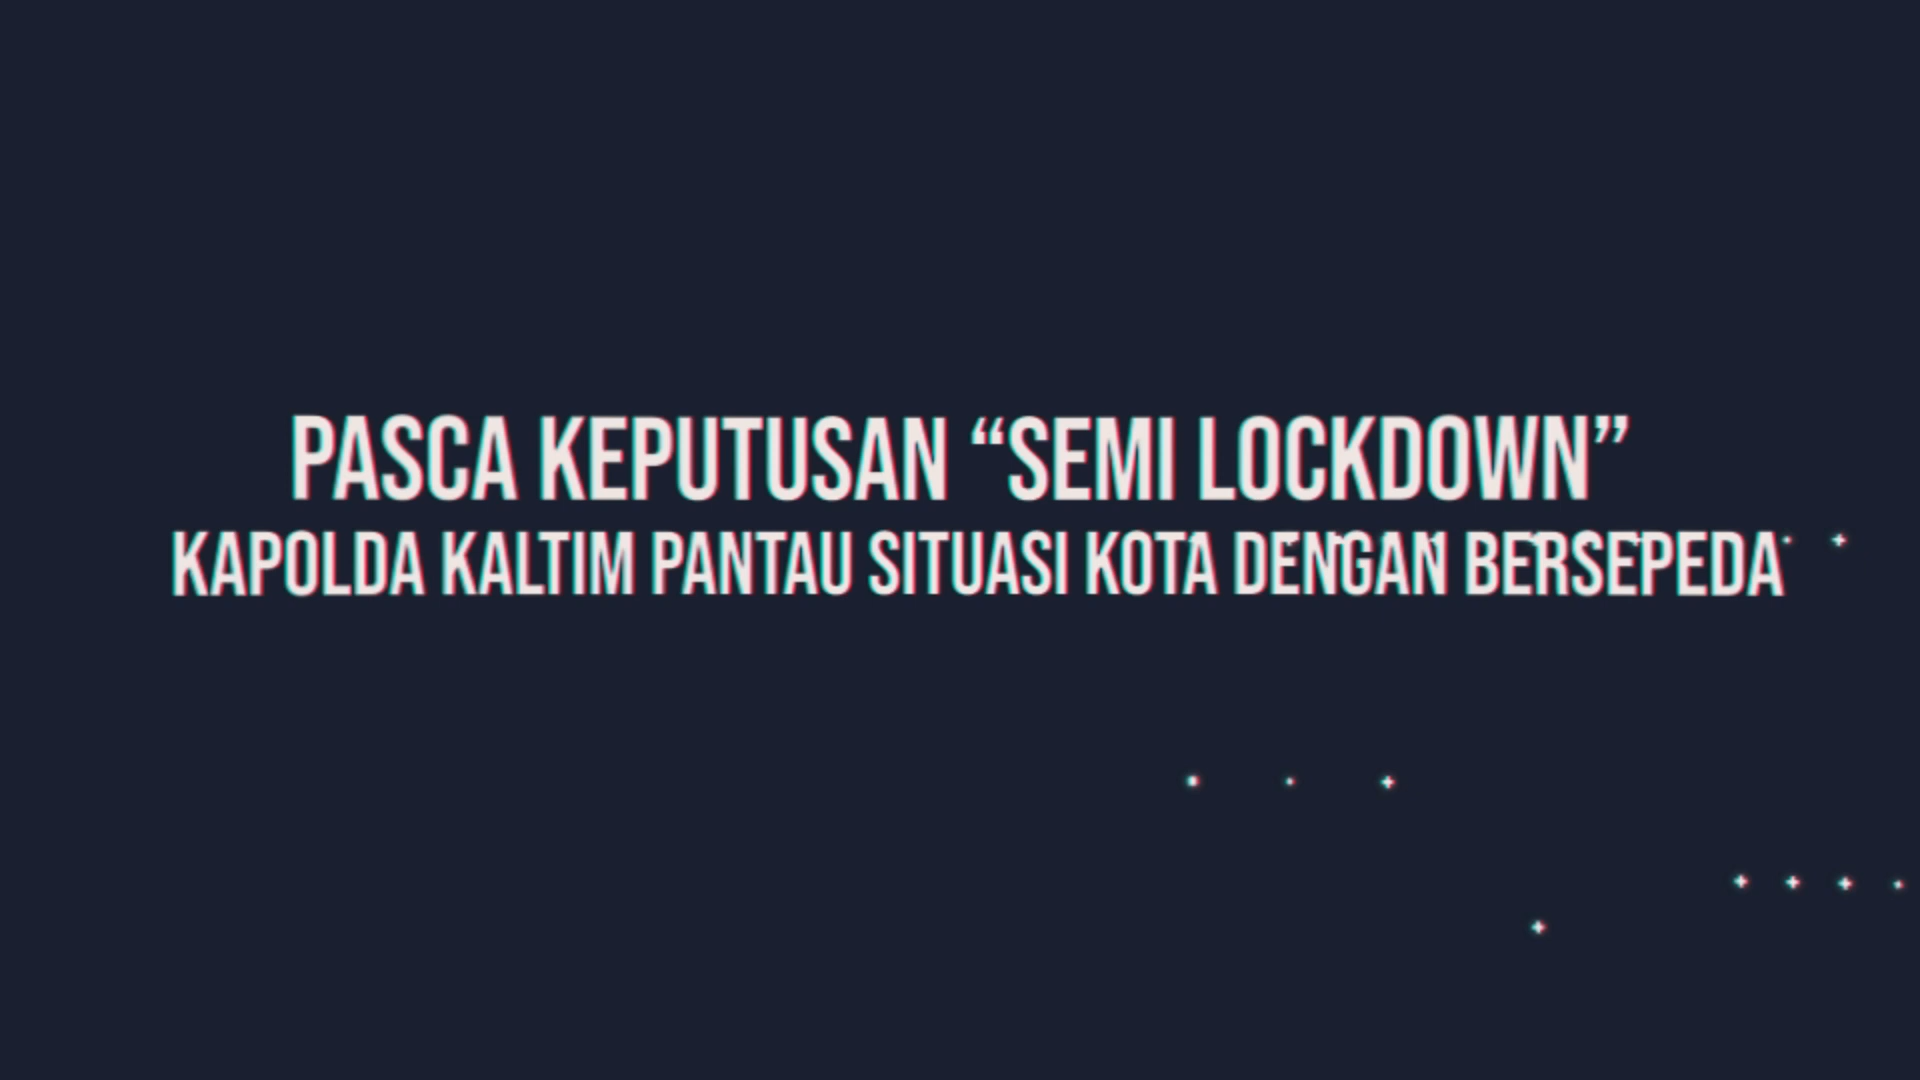 PASCA KEPUTUSAN “SEMI LOCKDOWN”
KAPOLDA KALTIM PANTAU SITUASI KOTA DENGAN BERSEPEDA